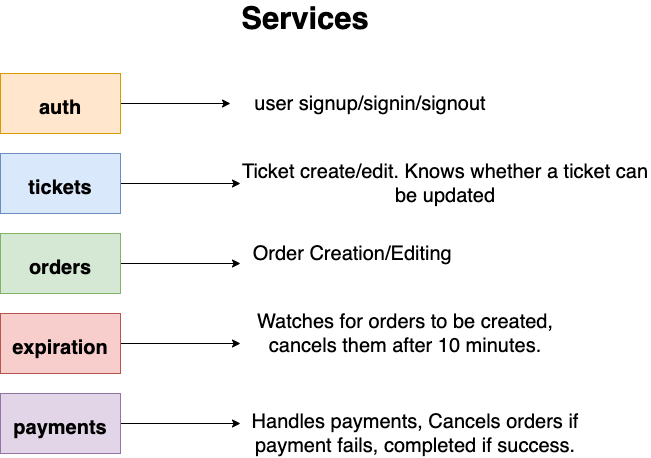 Services
auth
user signup/signin/signout
tickets
Ticket create/edit. Knows whether a ticket can
be updated
orders
Order Creation/Editing
expiration
Watches for orders to be created,
cancels them after 10 minutes.
payments
Handles payments, Cancels orders if
payment fails, completed if success.